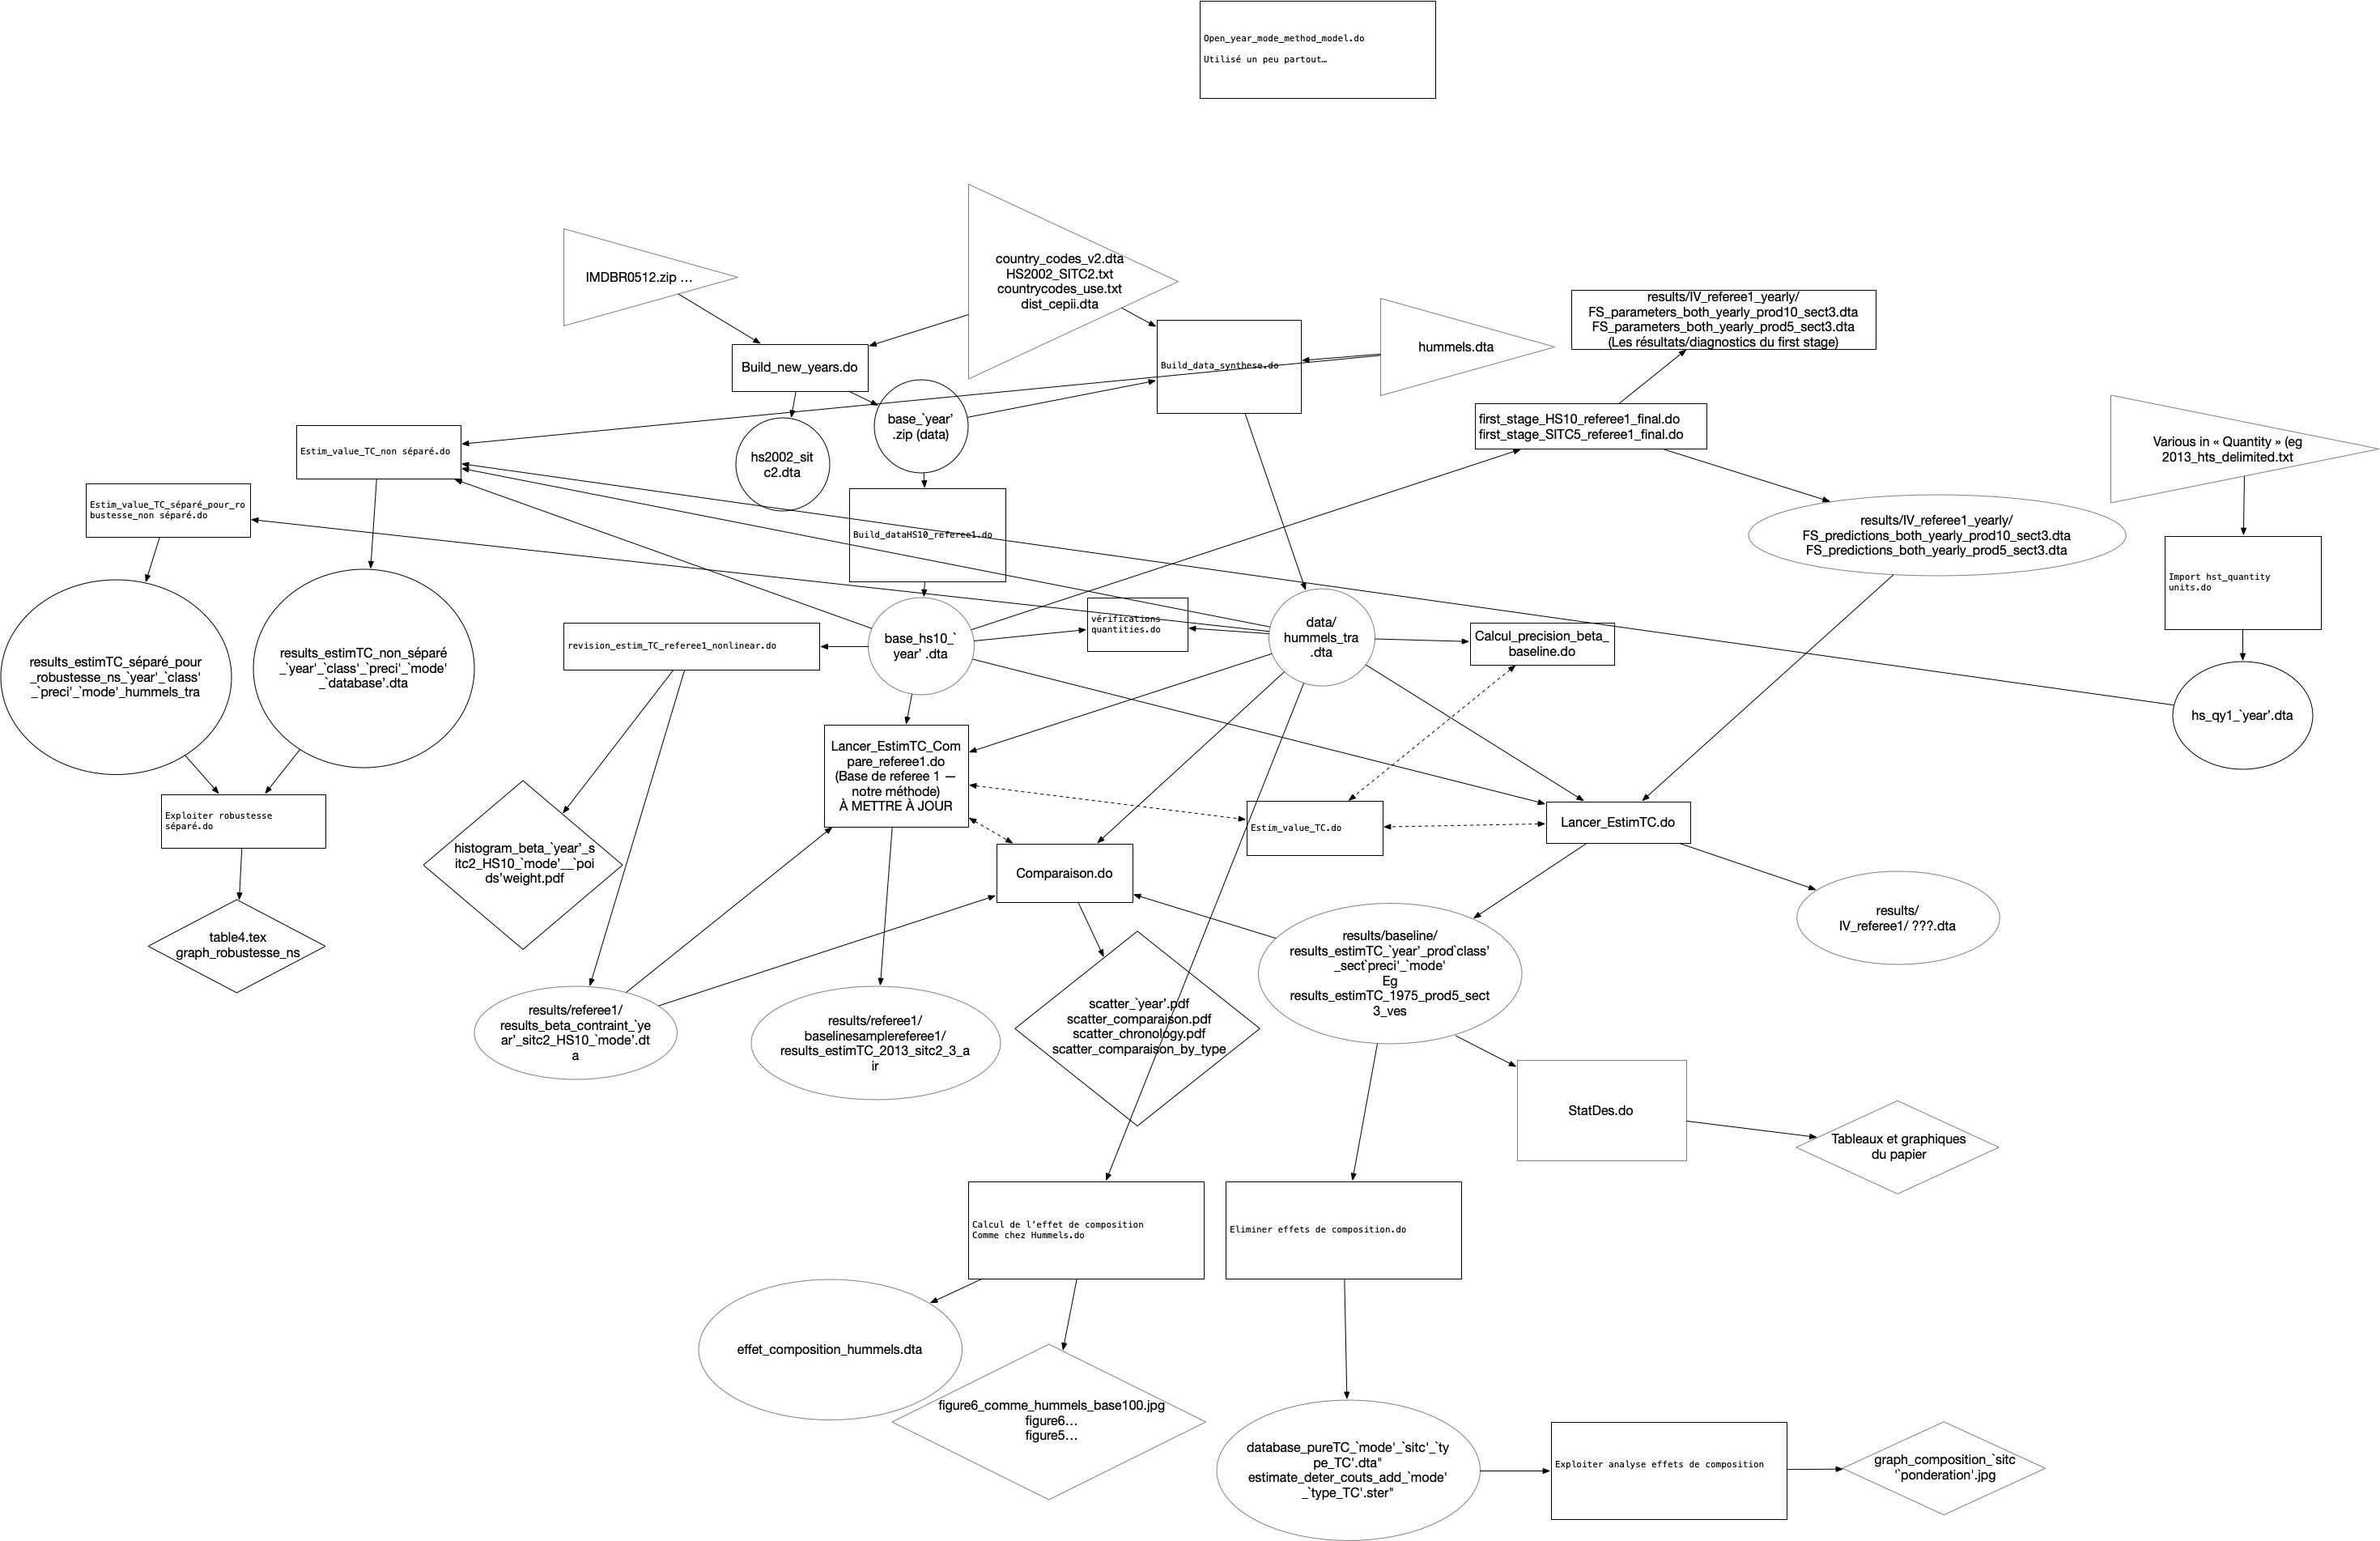 Open_year_mode_method_model.do
Utilisé un peu partout…
IMDBR0512.zip …
country_codes_v2.dta
HS2002_SITC2.txt
countrycodes_use.txt
dist_cepii.dta
results/IV_referee1_yearly/
FS_parameters_both_yearly_prod10_sect3.dta
FS_parameters_both_yearly_prod5_sect3.dta
(Les résultats/diagnostics du first stage)
hummels.dta
Build_new_years.do
Build_data_synthese.do
base_`year’
.zip (data)
first_stage_HS10_referee1_final.do
first_stage_SITC5_referee1_final.do
Various in « Quantity » (eg
2013_hts_delimited.txt
Estim_value_TC_non séparé.do
hs2002_sit
c2.dta
Estim_value_TC_séparé_pour_ro
bustesse_non séparé.do
Build_dataHS10_referee1.do
results/IV_referee1_yearly/
FS_predictions_both_yearly_prod10_sect3.dta
FS_predictions_both_yearly_prod5_sect3.dta
Import hst_quantity
units.do
results_estimTC_séparé_pour
_robustesse_ns_`year'_`class'
_`preci'_`mode'_hummels_tra
results_estimTC_non_séparé
_`year'_`class'_`preci'_`mode'
_`database'.dta
revision_estim_TC_referee1_nonlinear.do
base_hs10_`
year’ .dta
vérifications
quantities.do
data/
hummels_tra
.dta
Calcul_precision_beta_
baseline.do
hs_qy1_`year’.dta
Lancer_EstimTC_Com
pare_referee1.do
(Base de referee 1 —
notre méthode)
À METTRE À JOUR
Exploiter robustesse
séparé.do
Estim_value_TC.do
Lancer_EstimTC.do
histogram_beta_`year’_s
itc2_HS10_`mode’__`poi
ds’weight.pdf
Comparaison.do
table4.tex
graph_robustesse_ns
results/
IV_referee1/ ???.dta
results/baseline/
results_estimTC_`year’_prod`class’
_sect`preci'_`mode'
Eg
results_estimTC_1975_prod5_sect
3_ves
results/referee1/
results_beta_contraint_`ye
ar’_sitc2_HS10_`mode’.dt
a
results/referee1/
baselinesamplereferee1/
results_estimTC_2013_sitc2_3_a
ir
scatter_`year’.pdf
scatter_comparaison.pdf
scatter_chronology.pdf
scatter_comparaison_by_type
StatDes.do
Tableaux et graphiques
du papier
Calcul de l’effet de composition
Comme chez Hummels.do
Eliminer effets de composition.do
effet_composition_hummels.dta
figure6_comme_hummels_base100.jpg
figure6…
figure5…
database_pureTC_`mode'_`sitc'_`ty
pe_TC'.dta"
estimate_deter_couts_add_`mode'
_`type_TC'.ster"
Exploiter analyse effets de composition
graph_composition_`sitc
'`ponderation'.jpg